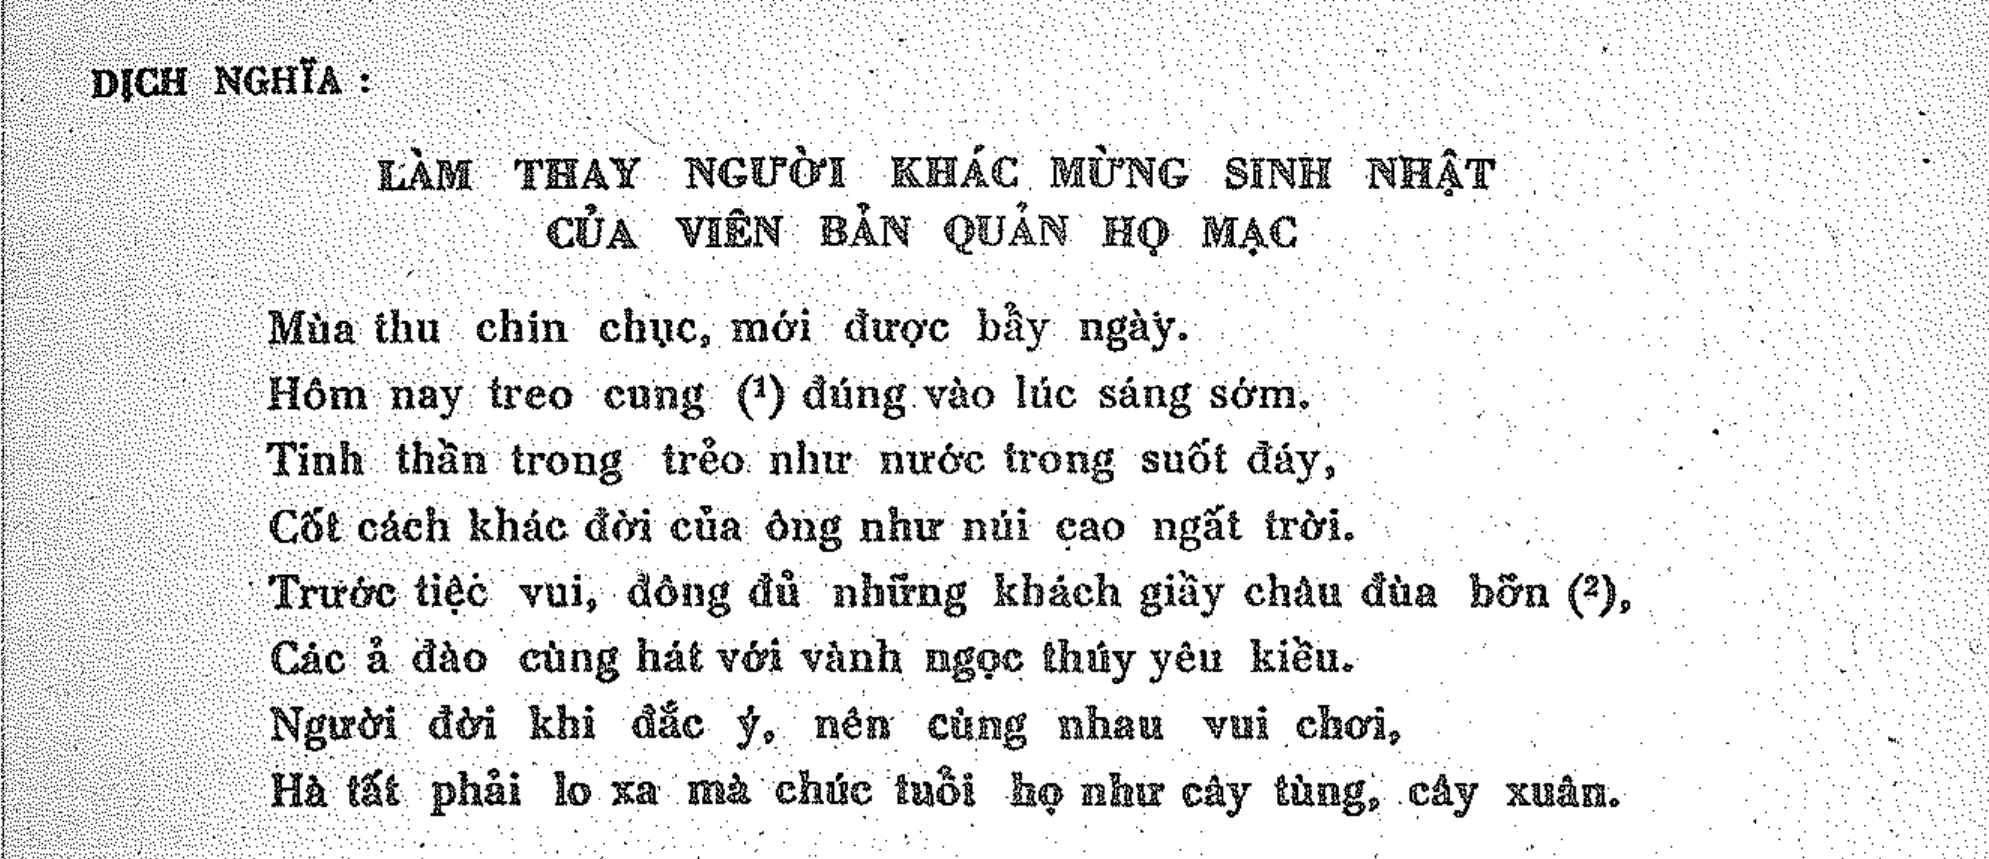 DỊCH NGHĨA :
LÀM THAY NGƯỜI KHÁC MỪNG SINH NHẬT
CỦA VIÊN BẢN QUẢN HỌ MẠC
Mùa thu chín chục, mới được bẩy ngày.
Hôm nay treo cung (¹) đúng vào lúc sáng sớm.
Tinh thần trong trẻo như nước trong suốt đáy,
Cốt cách khác đời của ông như núi cao ngất trời.
Trước tiệc vui, đông đủ những khách giầy châu đùa bỡn (²),
Các ả đào cùng hát với vành ngọc thúy yêu kiều.
Người đời khi đắc ý, nên cùng nhau vui chơi,
Hà tất phải lo xa mà chúc tuổi họ như cây tùng, cây xuân.